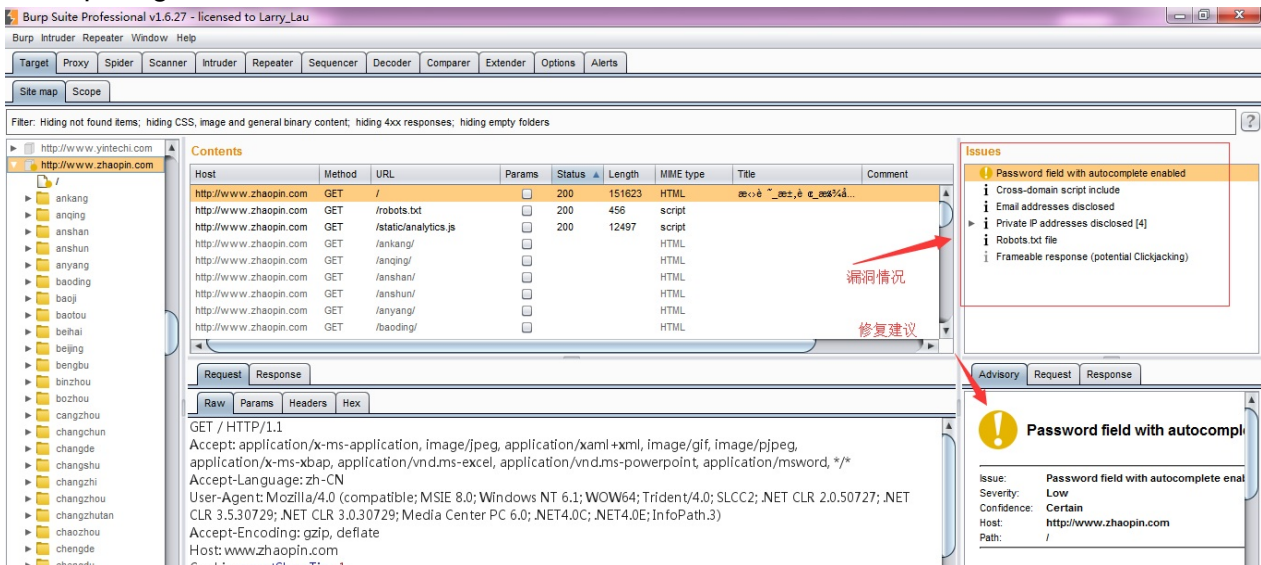 Burp Suite Professional v1.6.27 - licensed to Larry_Lau
Burp Intruder Repeater Window Help
Target Proxy Spider Scanner Intruder Repeater Sequencer Decoder Comparer Extender Options Alerts
Site map Scope
Filter: Hiding not found items; hiding CSS, image and general binary content; hiding 4xx responses; hiding empty folders
?
http://www.yintechi.com
http://www.zhaopin.com
/
ankang
anqing
anshan
anshun
anyang
baoding
baoji
baotou
beihai
beijing
bengbu
binzhou
bozhou
cangzhou
changchun
changde
changshu
changzhi
changzhou
changzhutan
chaozhou
chengde
Contents
Host Method URL Params Status Length MIME type Title Comment
http://www.zhaopin.com GET / 200 151623 HTML
http://www.zhaopin.com GET /robots.txt 200 456 script
http://www.zhaopin.com GET /static/analytics.js 200 12497 script
http://www.zhaopin.com GET /ankang/ HTML
http://www.zhaopin.com GET /anqing/ HTML
http://www.zhaopin.com GET /anshan/ HTML
http://www.zhaopin.com GET /anshun/ HTML
http://www.zhaopin.com GET /anyang/ HTML
http://www.zhaopin.com GET /baoding/ HTML
漏洞情况
修复建议
Request Response
Raw Params Headers Hex
GET / HTTP/1.1
Accept: application/x-ms-application, image/jpeg, application/xaml+xml, image/gif, image/pjpeg,
application/x-ms-xbap, application/vnd.ms-excel, application/vnd.ms-powerpoint, application/msword, */*
Accept-Language: zh-CN
User-Agent: Mozilla/4.0 (compatible; MSIE 8.0; Windows NT 6.1; WOW64; Trident/4.0; SLCC2; .NET CLR 2.0.50727; .NET
CLR 3.5.30729; .NET CLR 3.0.30729; Media Center PC 6.0; .NET4.0C; .NET4.0E; InfoPath.3)
Accept-Encoding: gzip, deflate
Host: www.zhaopin.com
Issues
Password field with autocomplete enabled
Cross-domain script include
Email addresses disclosed
Private IP addresses disclosed [4]
Robots.txt file
Frameable response (potential Clickjacking)
Advisory Request Response
Password field with autocompl
Issue: Password field with autocomplete enal
Severity: Low
Confidence: Certain
Host: http://www.zhaopin.com
Path: /